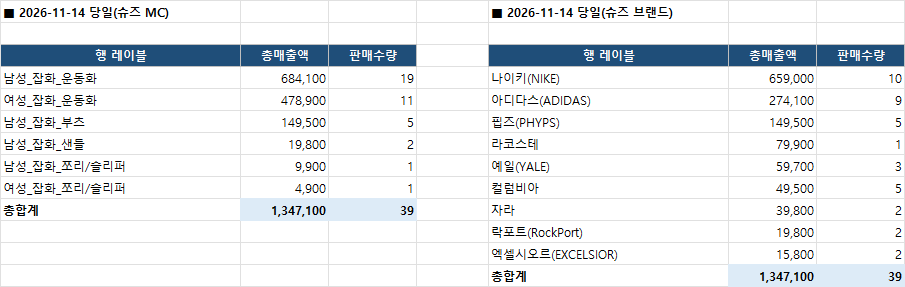 ■ 2026-11-14 당일(슈즈 MC)
행 레이블 총매출액 판매수량
남성_잡화_운동화 684,100 19
여성_잡화_운동화 478,900 11
남성_잡화_부츠 149,500 5
남성_잡화_샌들 19,800 2
남성_잡화_쪼리/슬리퍼 9,900 1
여성_잡화_쪼리/슬리퍼 4,900 1
총합계 1,347,100 39
■ 2026-11-14 당일(슈즈 브랜드)
행 레이블 총매출액 판매수량
나이키(NIKE) 659,000 10
아디다스(ADIDAS) 274,100 9
핍즈(PHYPS) 149,500 5
라코스테 79,900 1
예일(YALE) 59,700 3
컬럼비아 49,500 5
자라 39,800 2
락포트(RockPort) 19,800 2
엑셀시오르(EXCELSIOR) 15,800 2
총합계 1,347,100 39